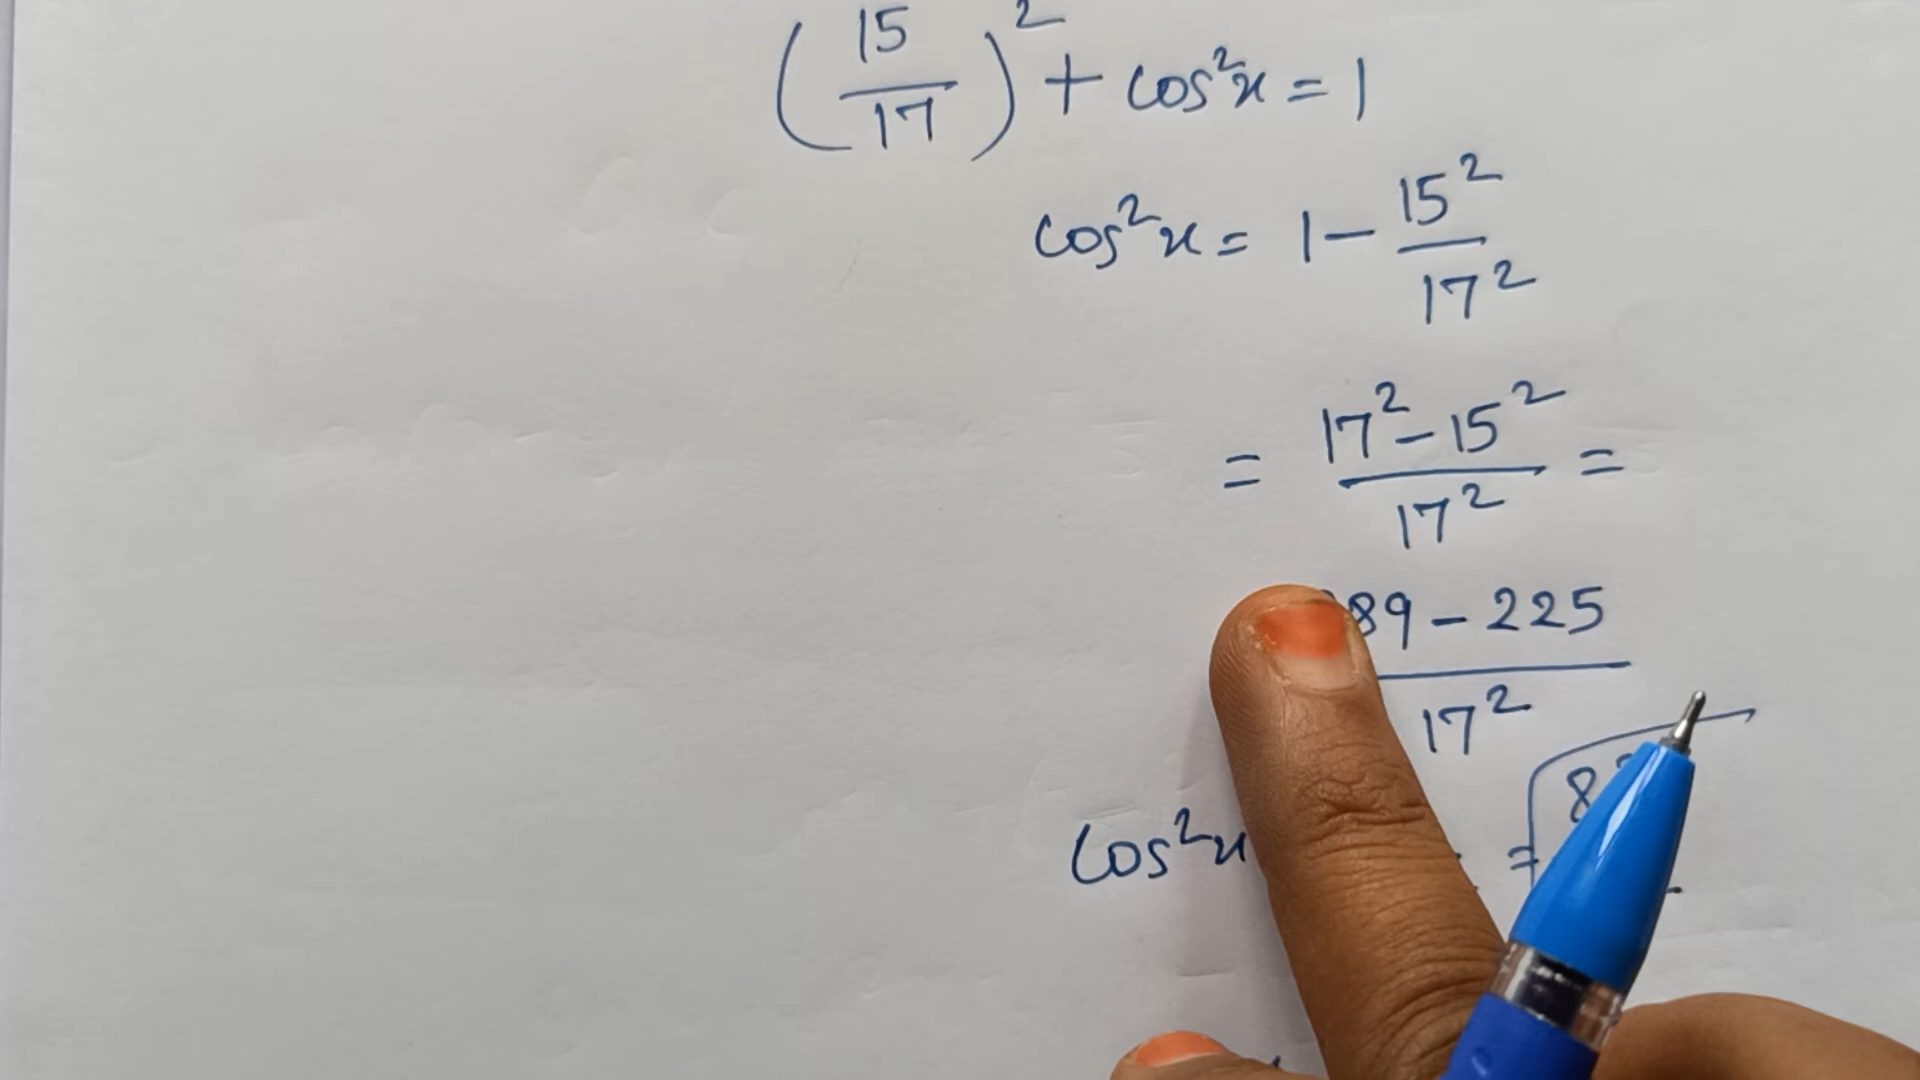 (15/17)² + cos²x = 1
cos²x = 1 - 15²/17²
= 17² - 15²/17² =
89 - 225/17²
cos²x =